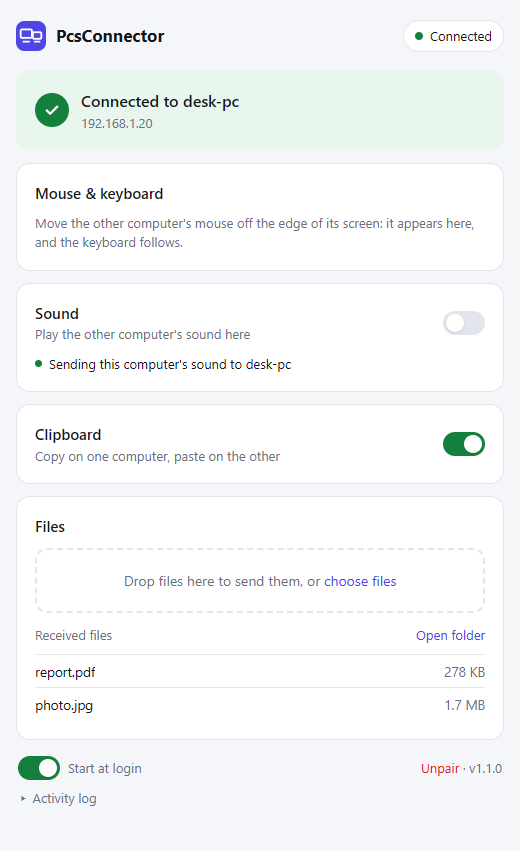 PcsConnector
Connected
Connected to desk-pc
192.168.1.20
Mouse & keyboard
Move the other computer's mouse off the edge of its screen: it appears here,
and the keyboard follows.
Sound
Play the other computer's sound here
Sending this computer's sound to desk-pc
Clipboard
Copy on one computer, paste on the other
Files
Drop files here to send them, or choose files
Received files
Open folder
report.pdf
278 KB
photo.jpg
1.7 MB
Start at login
Unpair · v1.1.0
Activity log